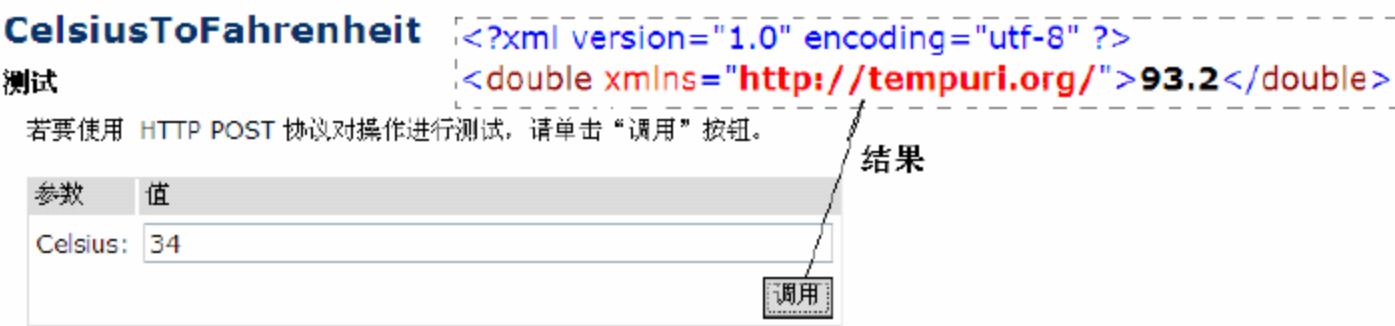 CelsiusToFahrenheit
<?xml version="1.0" encoding="utf-8" ?>
<double xmlns="http://tempuri.org/">93.2</double>
测试
若要使用 HTTP POST 协议对操作进行测试，请单击“调用”按钮。
结果
参数 值
Celsius: 34
调用